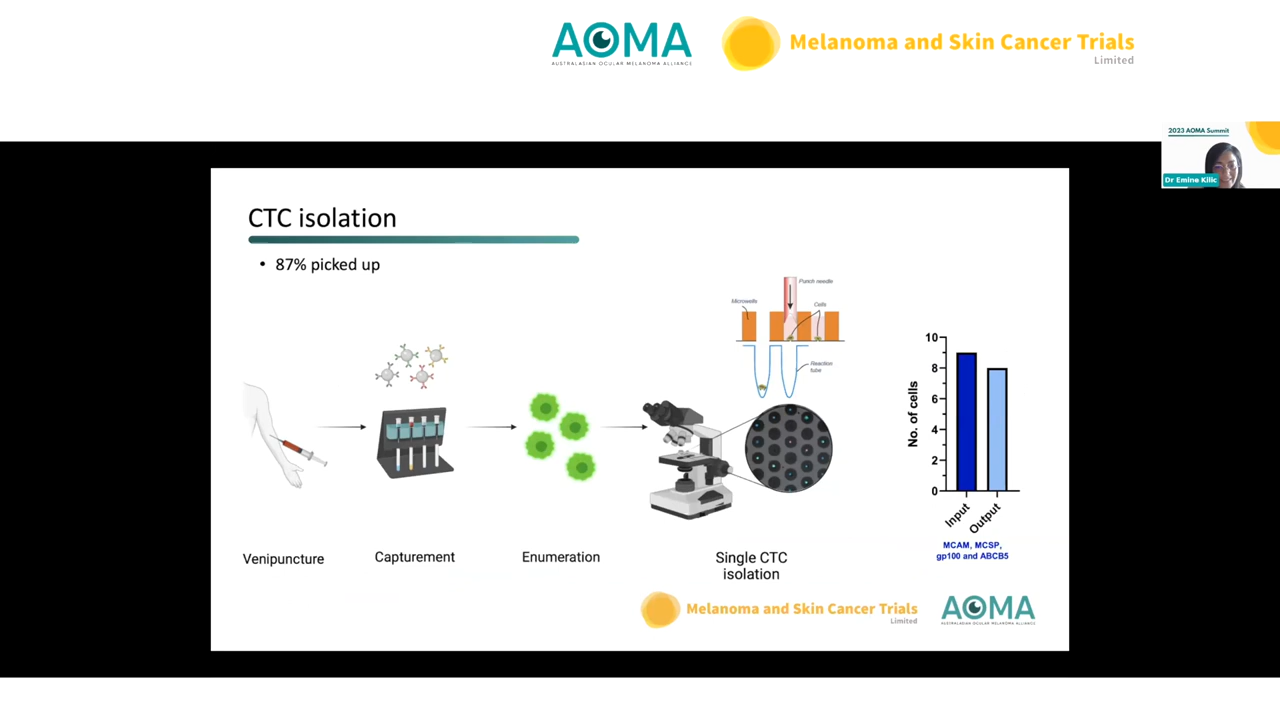 AOMA
AUSTRALASIAN OCULAR MELANOMA ALLIANCE
Melanoma and Skin Cancer Trials
Limited
2023 AOMA Summit
Dr Emine Kilic
CTC isolation
• 87% picked up
Punch needle
Microwells
Cells
Reaction
tube
10
8
6
4
2
0
No. of cells
Input
Output
MCAM, MCSP,
gp100 and ABCB5
Venipuncture
Capturement
Enumeration
Single CTC
isolation
Melanoma and Skin Cancer Trials
Limited
AOMA
AUSTRALASIAN OCULAR MELANOMA ALLIANCE